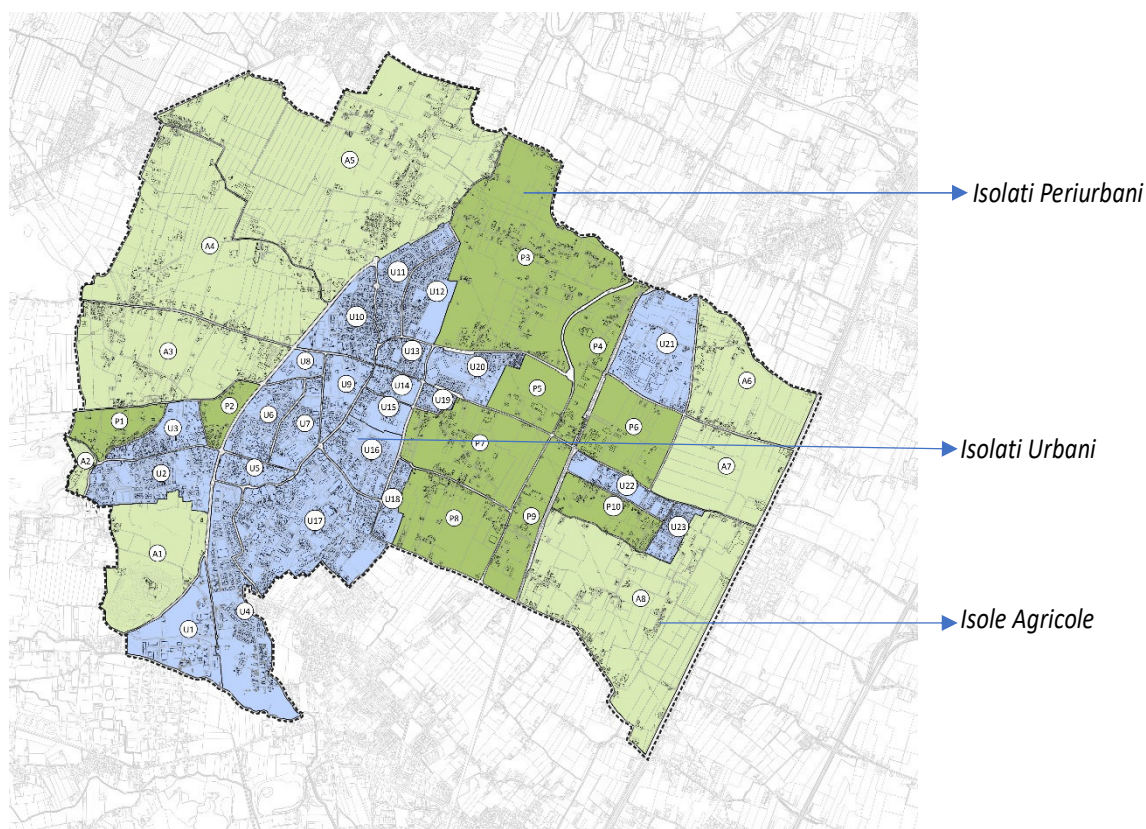 A5
A4
P3
Isolati Periurbani
U11
U12
U10
P4
U21
A3
U13
U8
U20
A6
U9
U14
P5
U19
U15
P2
U6
P1
U3
U7
P6
P7
Isolati Urbani
U16
A2
U5
A7
U2
U22
U18
P10
P8
P9
U17
U23
A1
A8
U4
Isole Agricole
U1